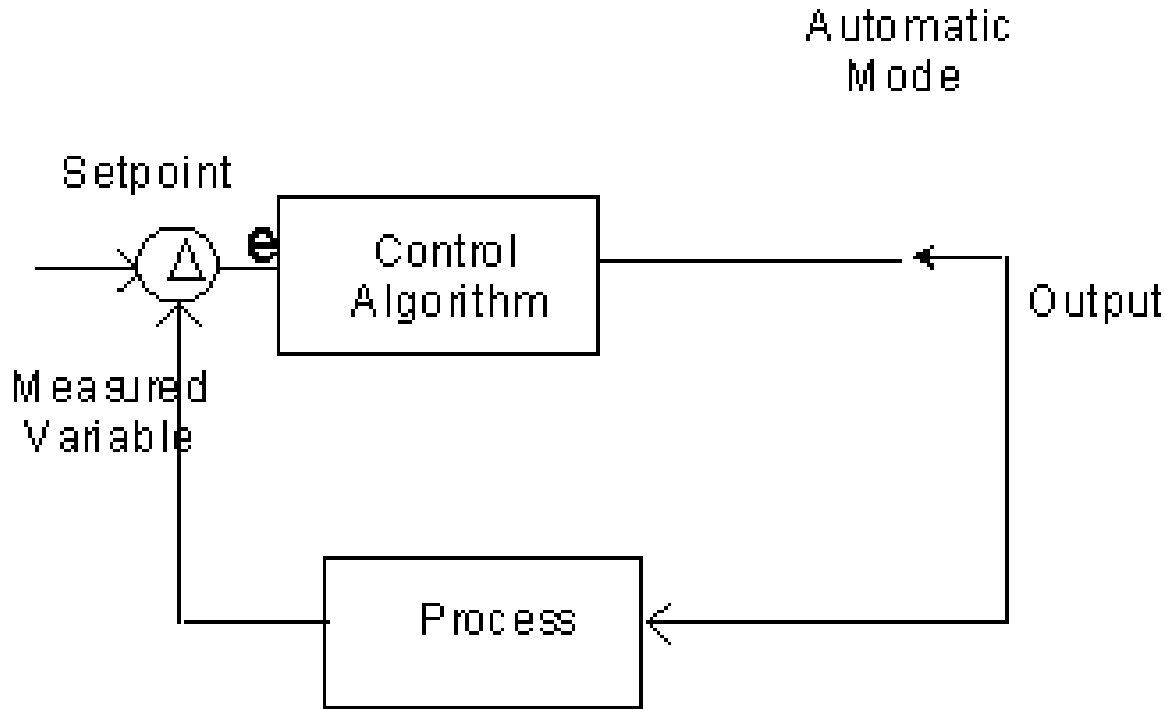 Automatic
Mode
Setpoint
Δ
e
Control
Algorithm
Output
Measured
Variable
Process